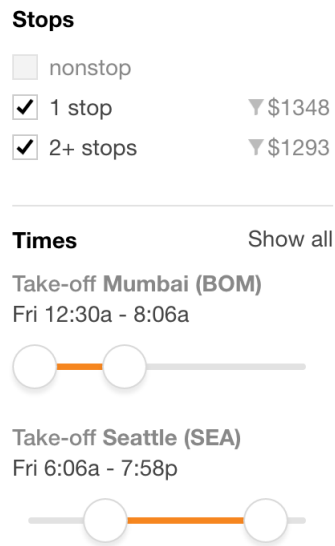 Stops
nonstop
1 stop $1348
2+ stops $1293
Times Show all
Take-off Mumbai (BOM)
Fri 12:30a - 8:06a
Take-off Seattle (SEA)
Fri 6:06a - 7:58p